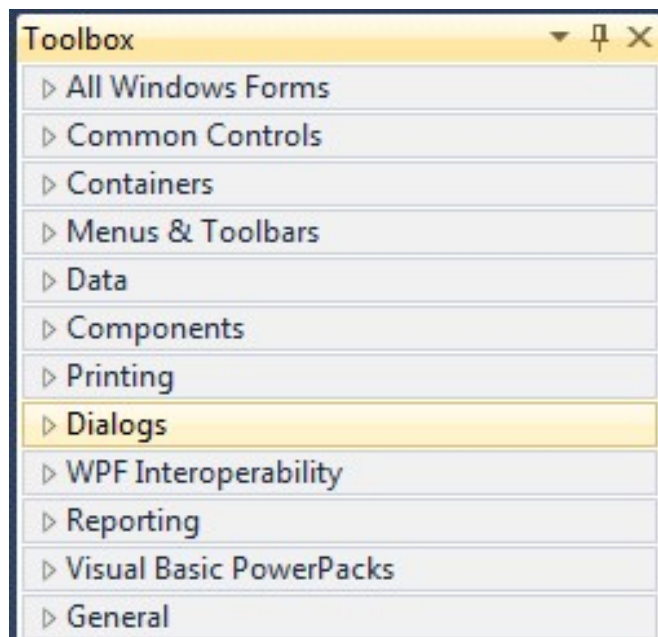 Toolbox
All Windows Forms
Common Controls
Containers
Menus & Toolbars
Data
Components
Printing
Dialogs
WPF Interoperability
Reporting
Visual Basic PowerPacks
General